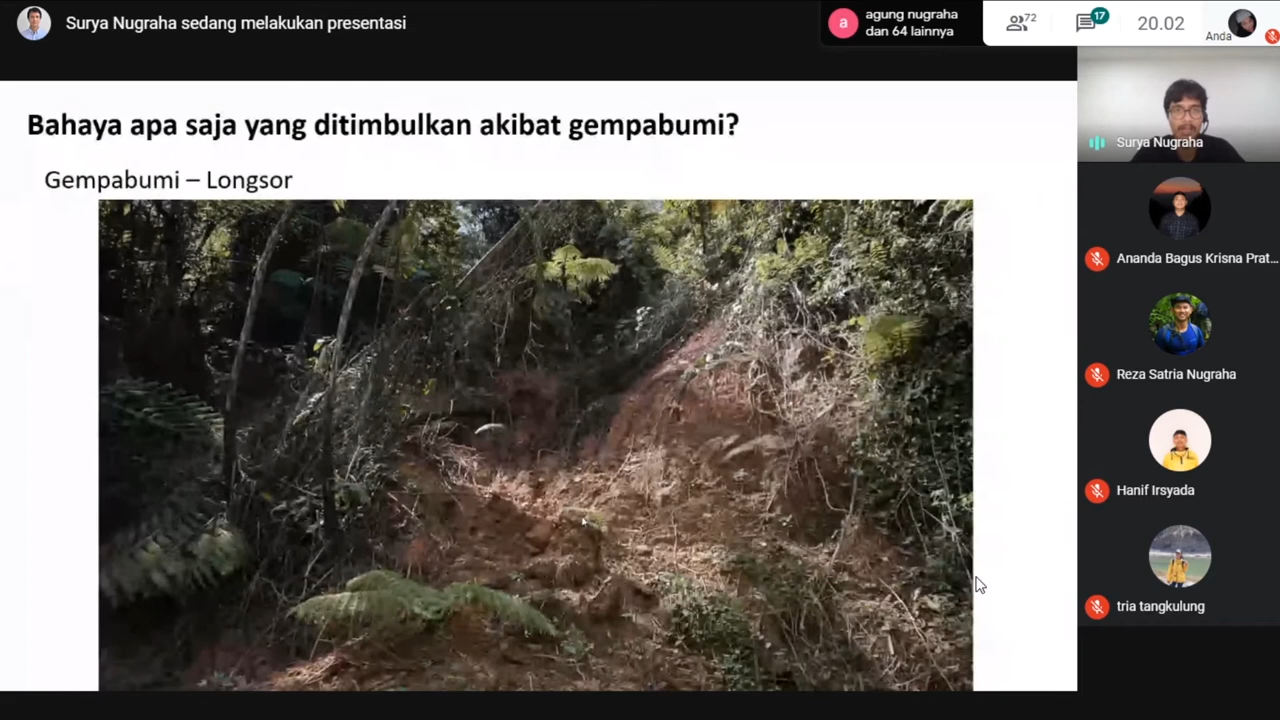 Surya Nugraha sedang melakukan presentasi
a
agung nugraha
dan 64 lainnya
72
17
20.02
Anda
Bahaya apa saja yang ditimbulkan akibat gempabumi?
Gempabumi – Longsor
Surya Nugraha
Ananda Bagus Krisna Prat...
Reza Satria Nugraha
Hanif Irsyada
tria tangkulung